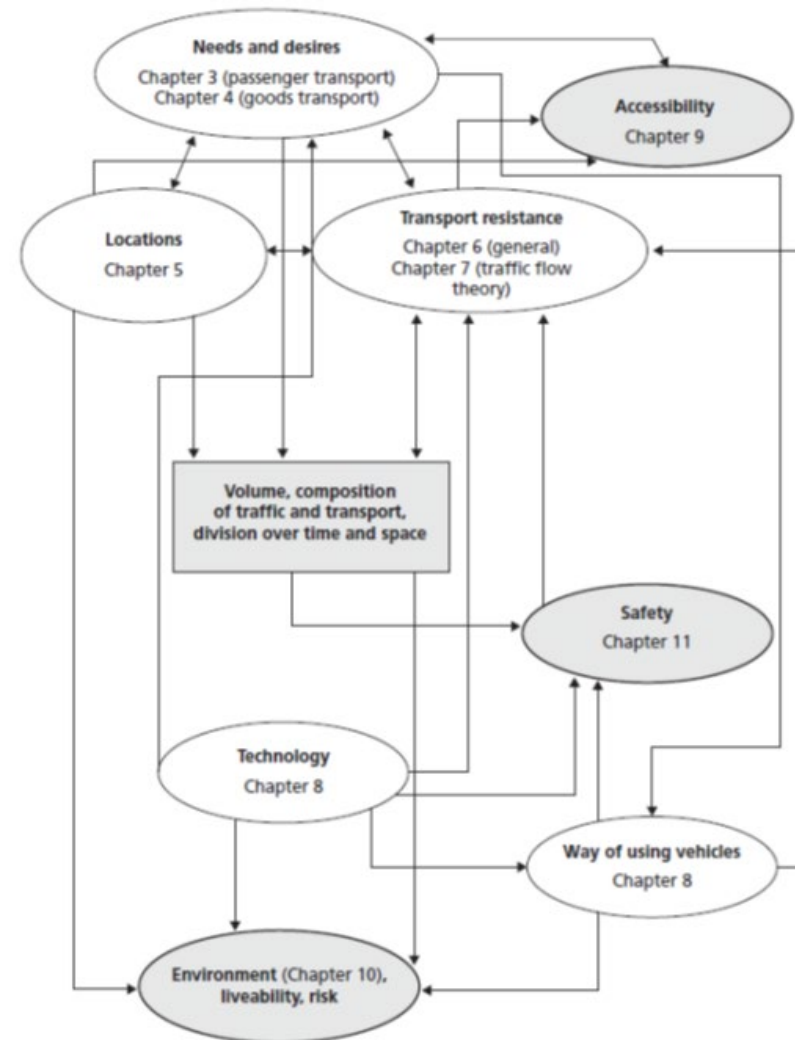 Needs and desires
Chapter 3 (passenger transport)
Chapter 4 (goods transport)
Accessibility
Chapter 9
Locations
Chapter 5
Transport resistance
Chapter 6 (general)
Chapter 7 (traffic flow
theory)
Volume, composition
of traffic and transport,
division over time and space
Safety
Chapter 11
Technology
Chapter 8
Way of using vehicles
Chapter 8
Environment (Chapter 10),
liveability, risk